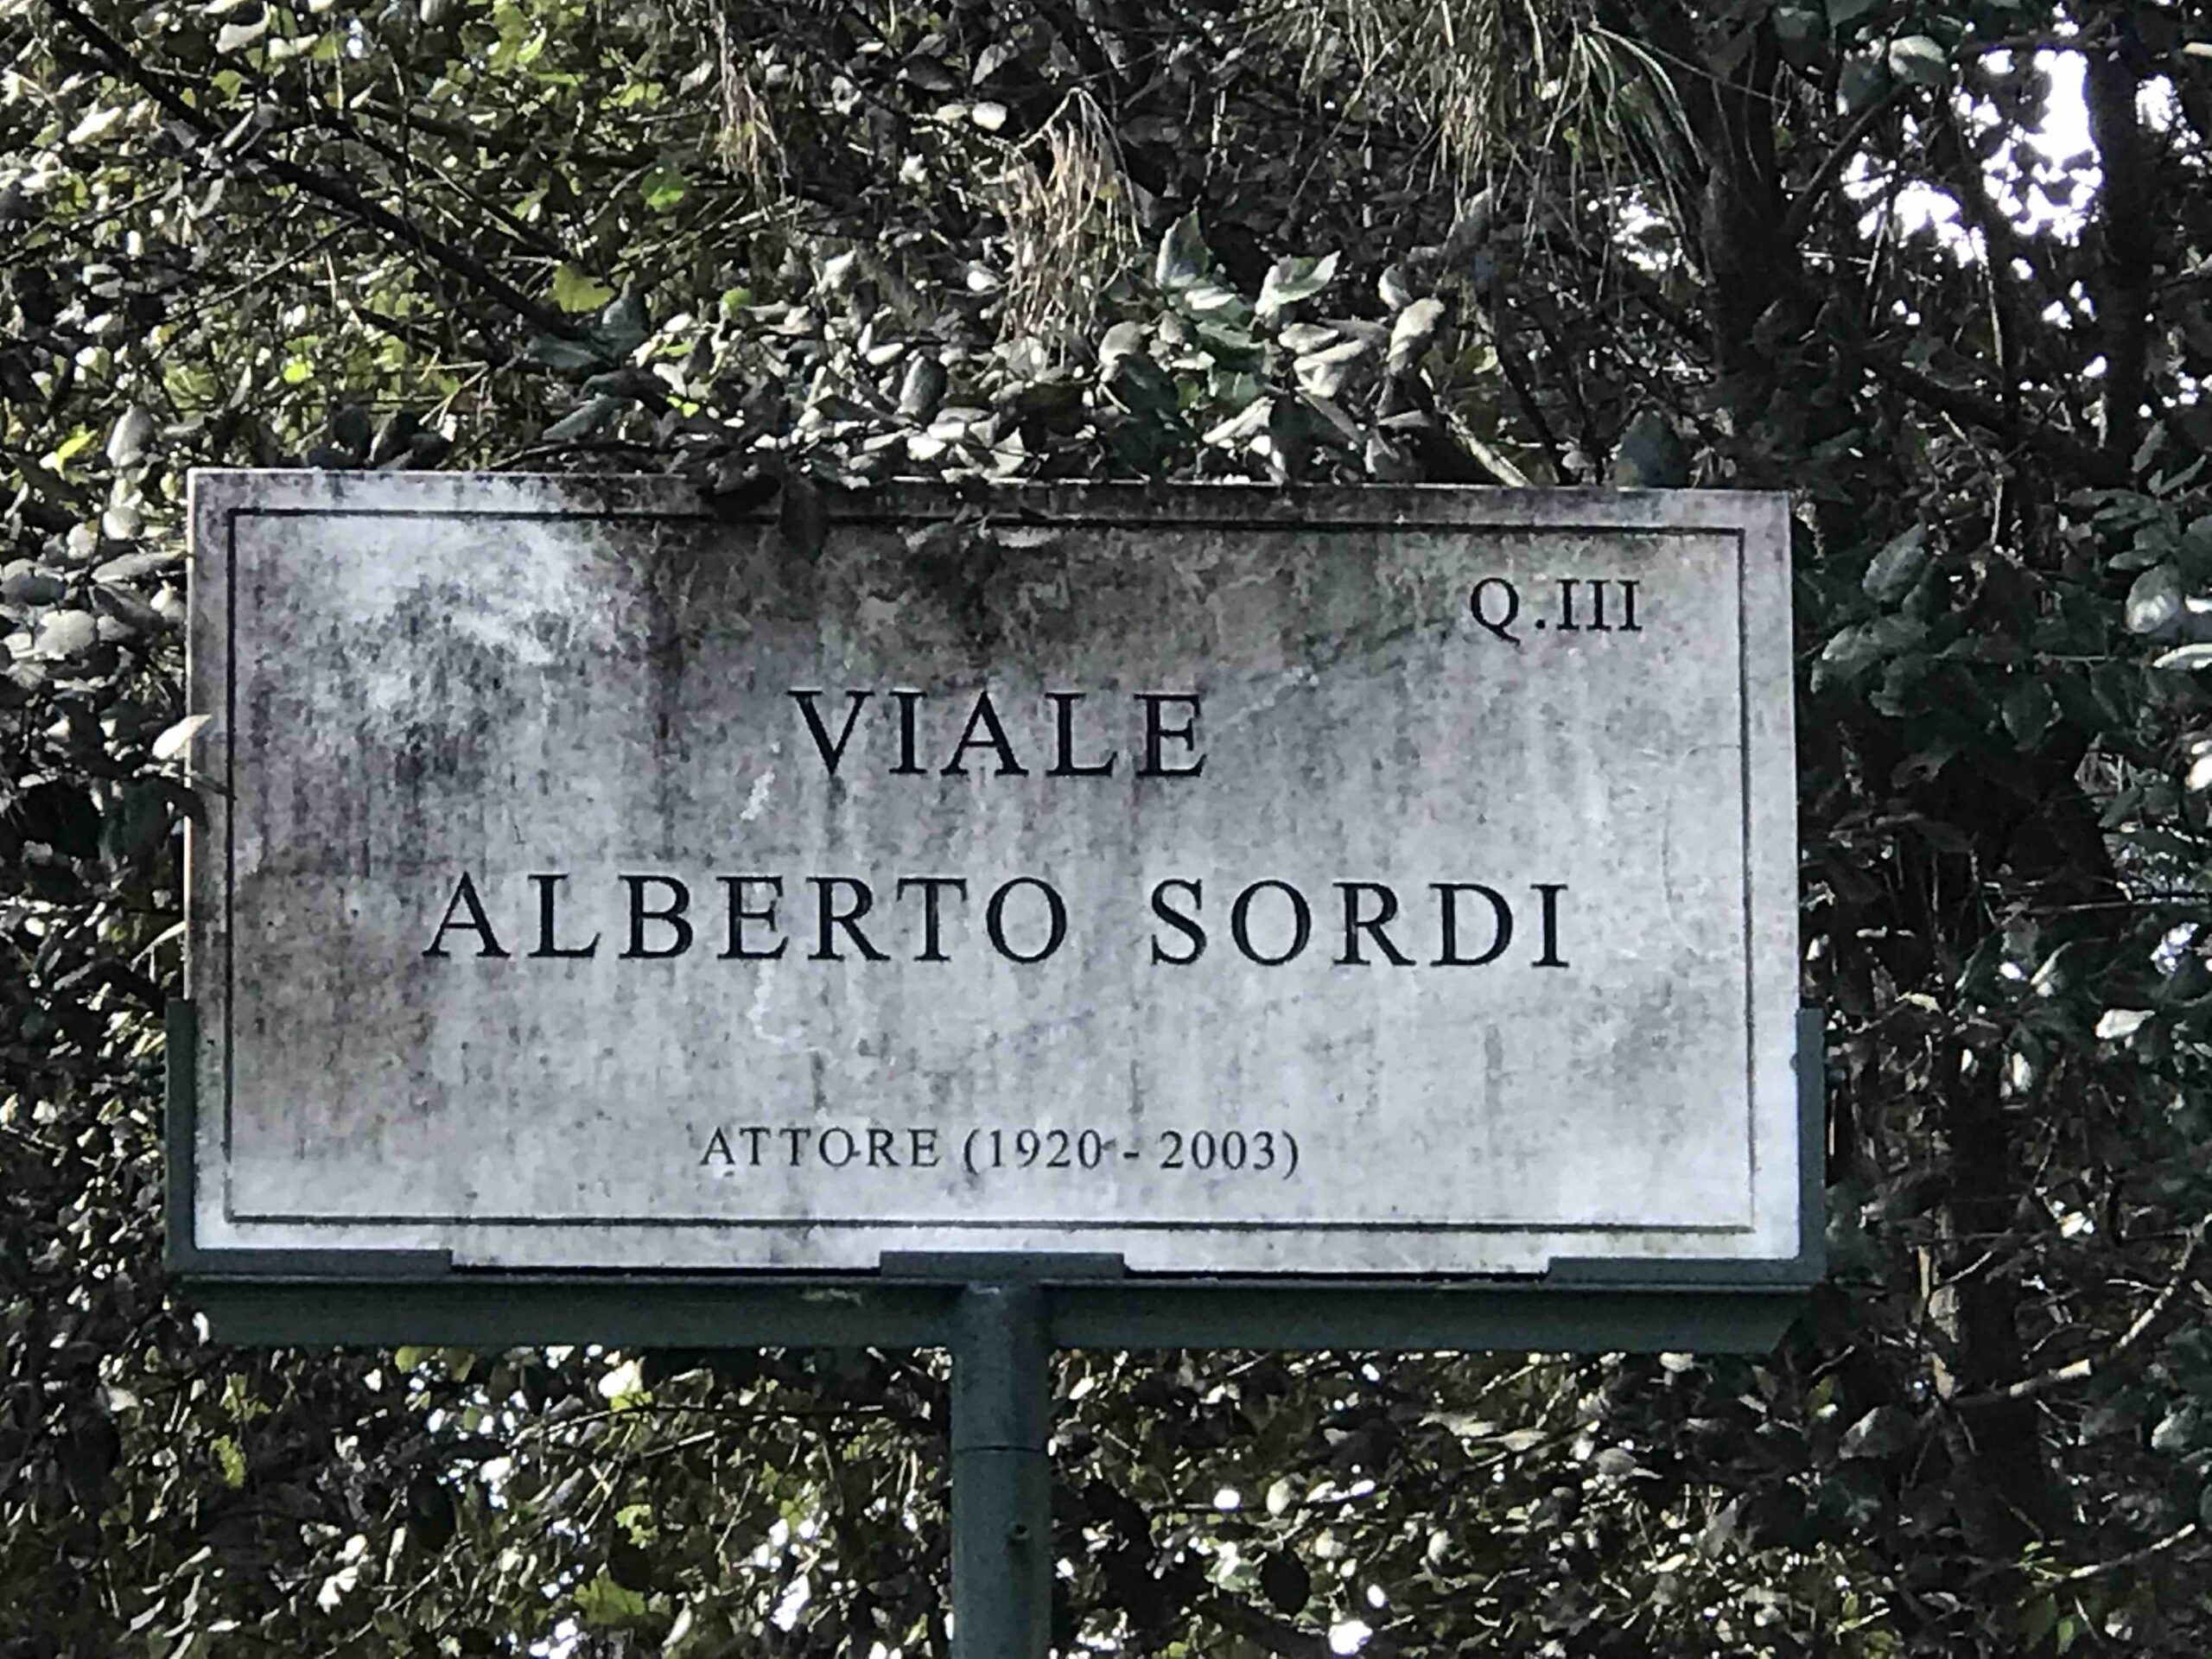 Q.III
VIALE
ALBERTO SORDI
ATTORE (1920 - 2003)